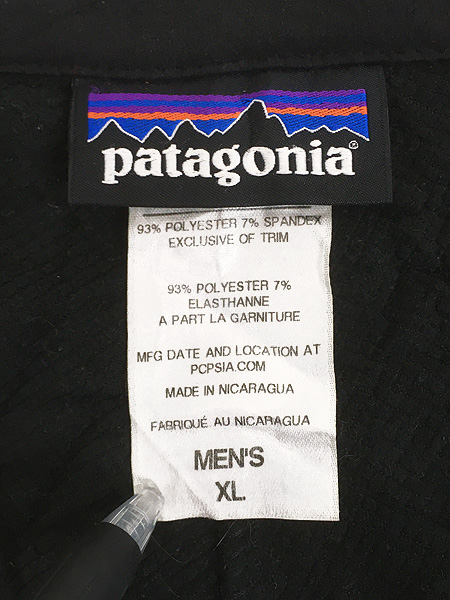 patagonia®
93% POLYESTER 7% SPANDEX
EXCLUSIVE OF TRIM
93% POLYESTER 7%
ELASTHANNE
A PART LA GARNITURE
MFG DATE AND LOCATION AT
PCPSIA.COM
MADE IN NICARAGUA
FABRIQUÉ AU NICARAGUA
MEN'S
XL